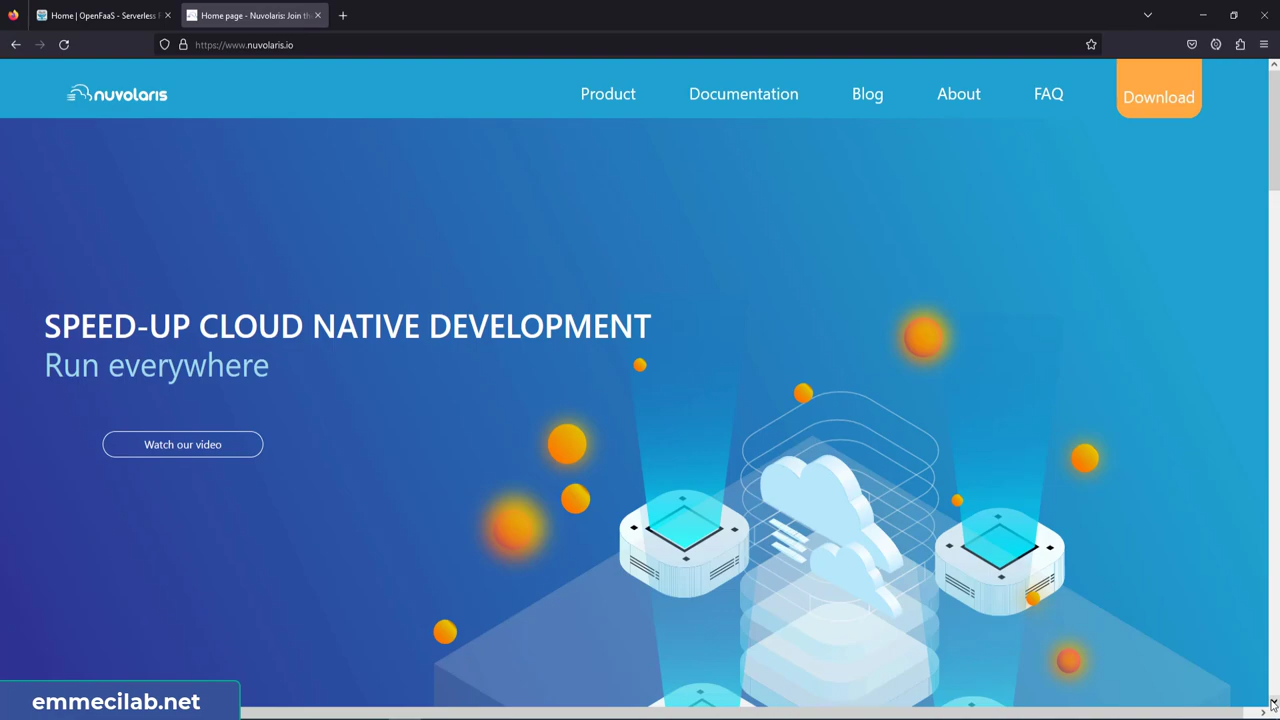 Home | OpenFaaS - Serverless F
Home page - Nuvolaris: Join th
https://www.nuvolaris.io
nuvolaris
Product
Documentation
Blog
About
FAQ
Download
SPEED-UP CLOUD NATIVE DEVELOPMENT
Run everywhere
Watch our video
emmecilab.net